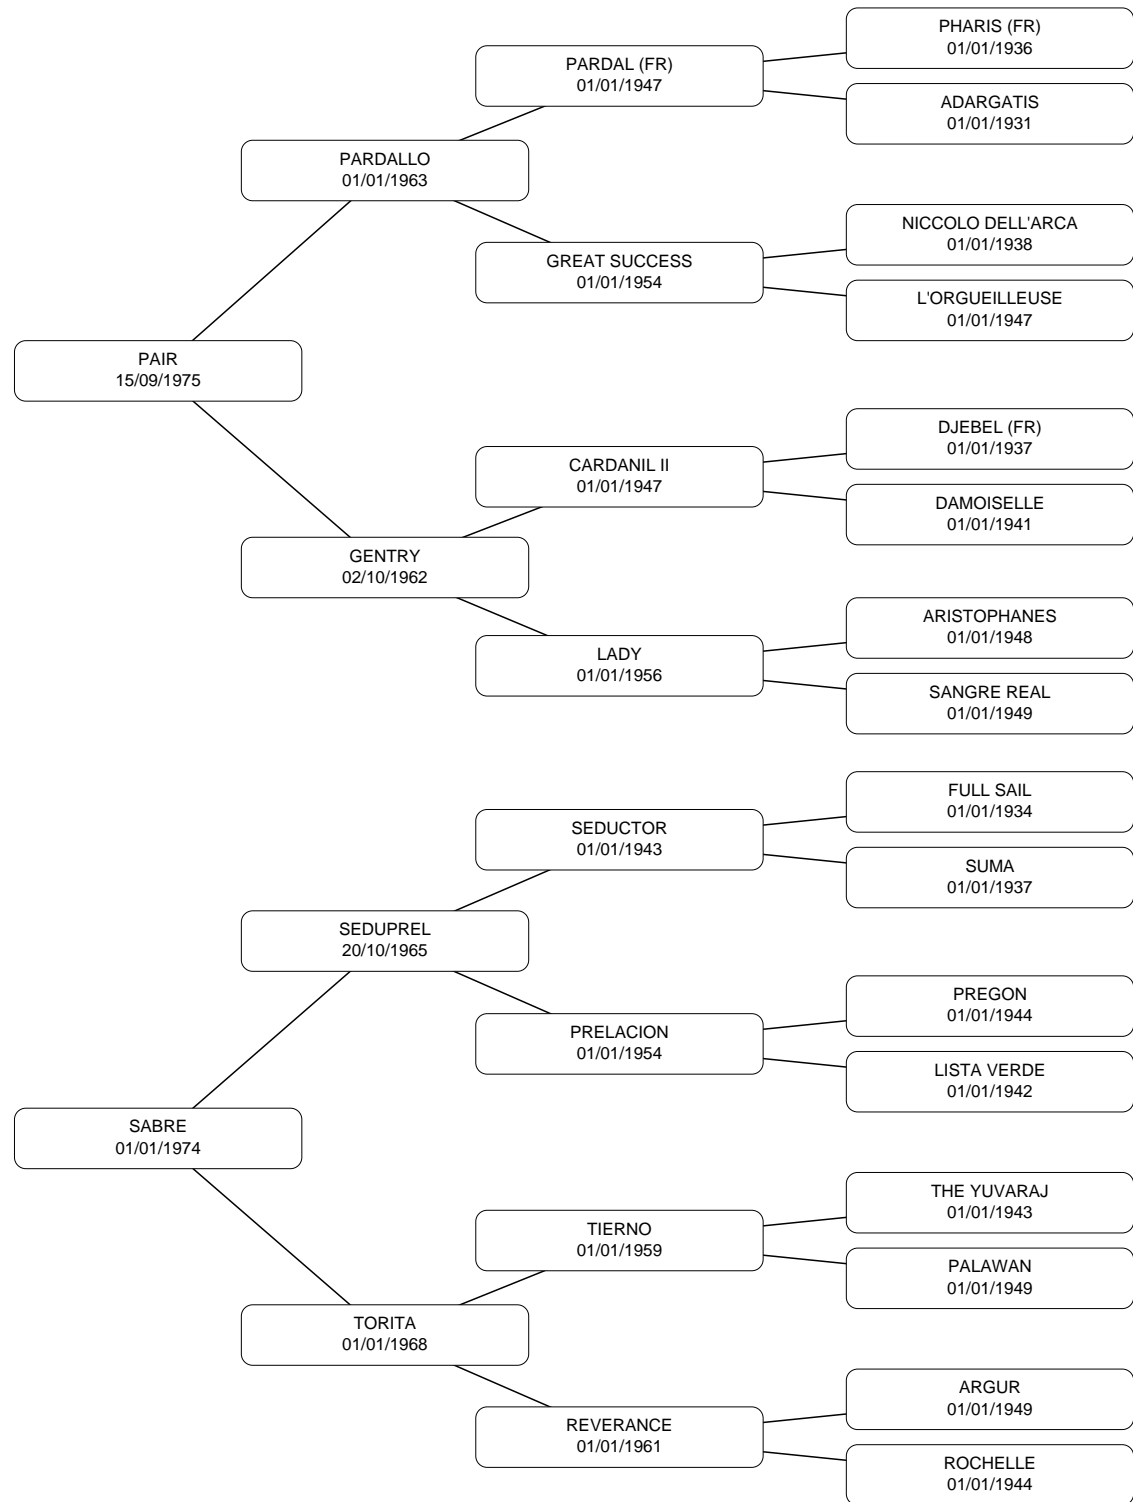 PHARIS (FR)
01/01/1936
PARDAL (FR)
01/01/1947
ADARGATIS
01/01/1931
PARDALLO
01/01/1963
NICCOLO DELL'ARCA
01/01/1938
GREAT SUCCESS
01/01/1954
L'ORGUEILLEUSE
01/01/1947
PAIR
15/09/1975
DJEBEL (FR)
01/01/1937
CARDANIL II
01/01/1947
DAMOISELLE
01/01/1941
GENTRY
02/10/1962
ARISTOPHANES
01/01/1948
LADY
01/01/1956
SANGRE REAL
01/01/1949
FULL SAIL
01/01/1934
SEDUCTOR
01/01/1943
SUMA
01/01/1937
SEDUPREL
20/10/1965
PREGON
01/01/1944
PRELACION
01/01/1954
LISTA VERDE
01/01/1942
SABRE
01/01/1974
THE YUVARAJ
01/01/1943
TIERNO
01/01/1959
PALAWAN
01/01/1949
TORITA
01/01/1968
ARGUR
01/01/1949
REVERANCE
01/01/1961
ROCHELLE
01/01/1944